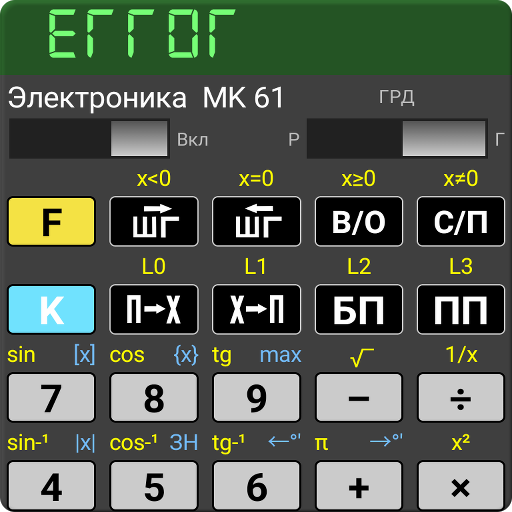 ЕГГОГ
Электроника МК 61 ГРД
Вкл Р Г
x<0 x=0 x≥0 x≠0
F ШГ ШГ В/О С/П
L0 L1 L2 L3
K П→X X→П БП ПП
sin [x] cos {x} tg max √‾ 1/x
7 8 9 − ÷
sin-¹ |x| cos-¹ ЗН tg-¹ ←°' π →°' x²
4 5 6 + ×